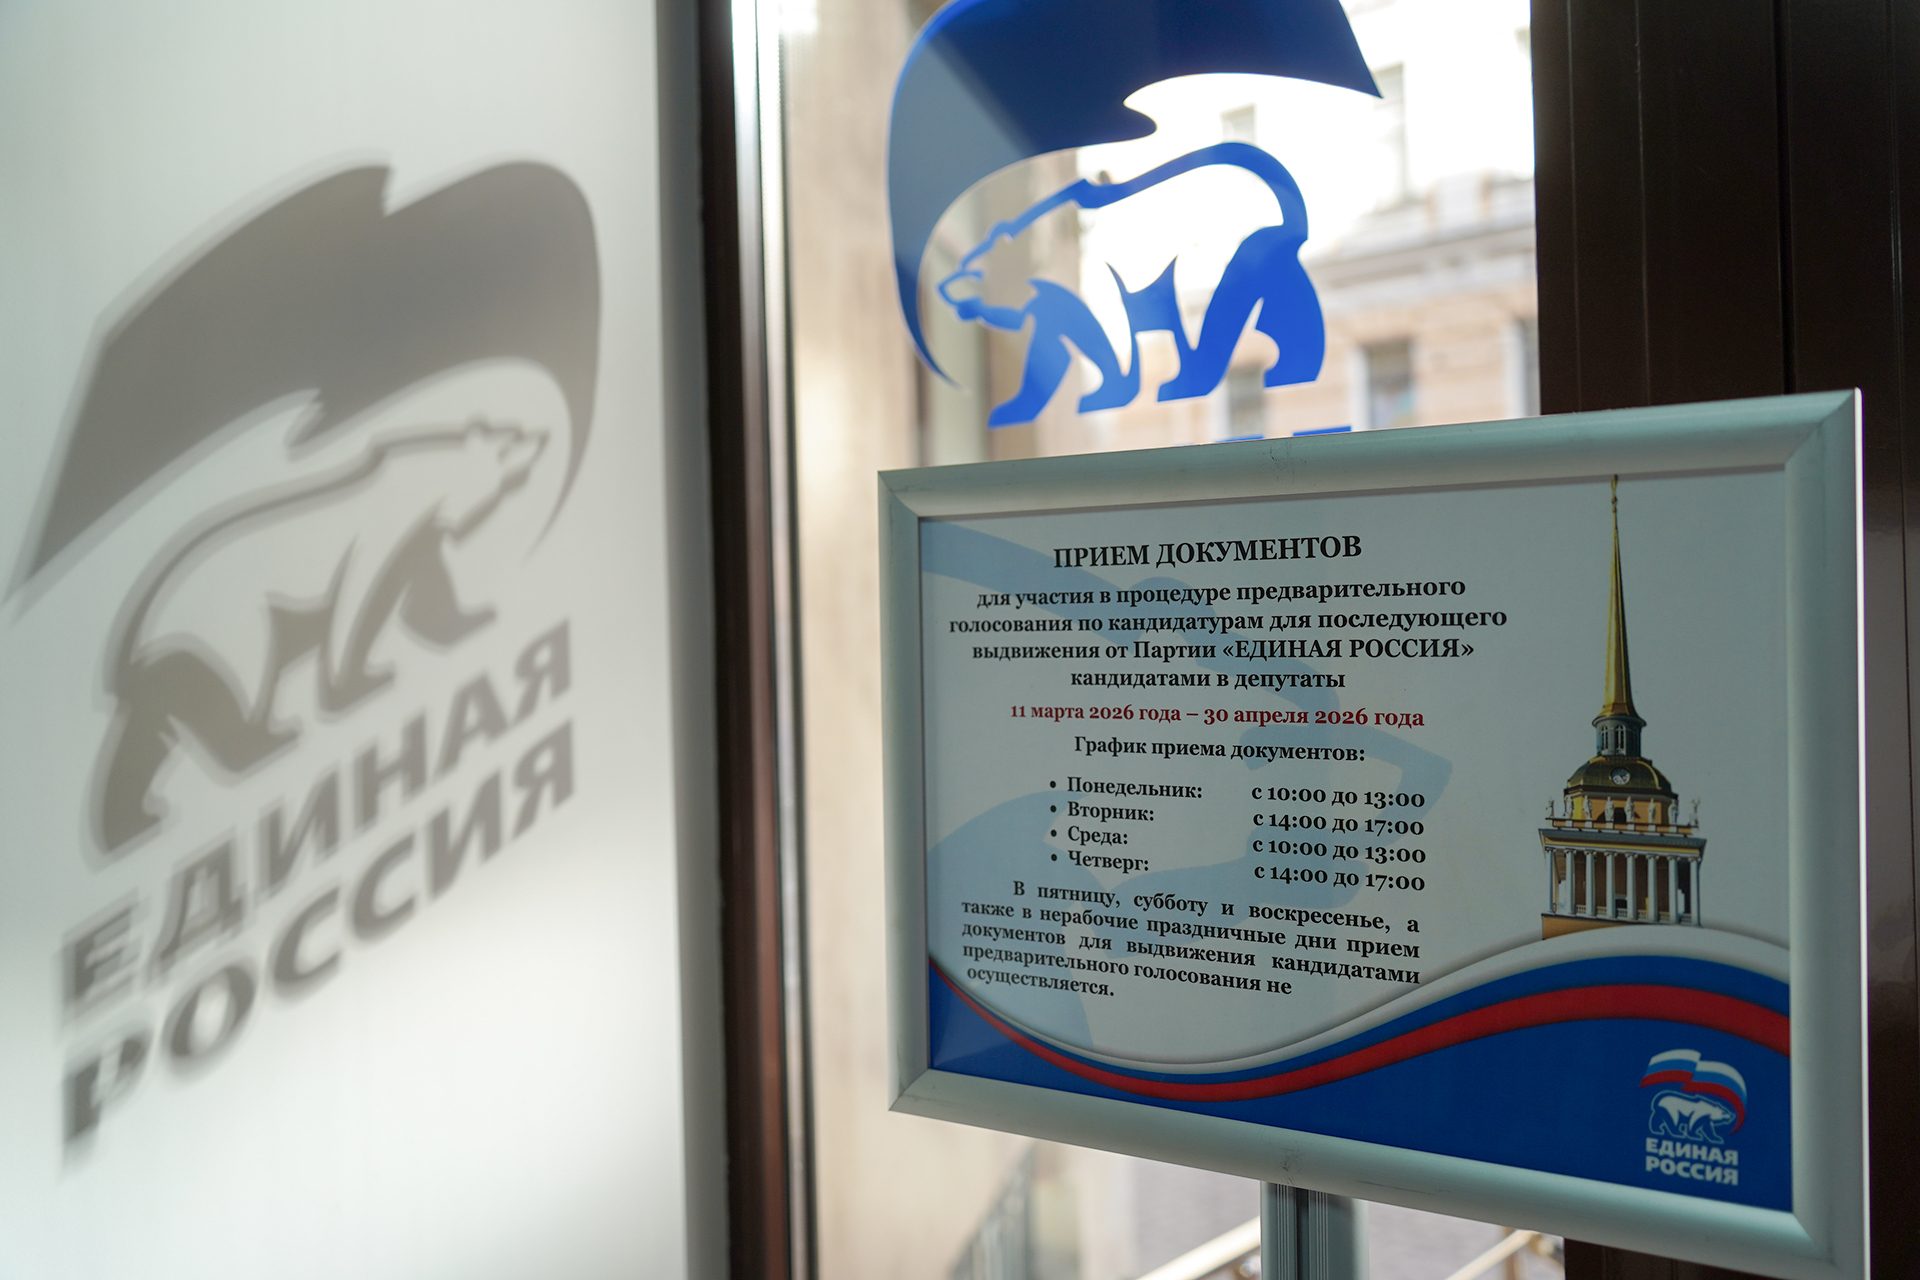 ЕДИНАЯ
РОССИЯ
ПРИЕМ ДОКУМЕНТОВ
для участия в процедуре предварительного
голосования по кандидатурам для последующего
выдвижения от Партии «ЕДИНАЯ РОССИЯ»
кандидатами в депутаты
11 марта 2026 года – 30 апреля 2026 года
График приема документов:
• Понедельник: с 10:00 до 13:00
• Вторник: с 14:00 до 17:00
• Среда: с 10:00 до 13:00
• Четверг: с 14:00 до 17:00
В пятницу, субботу и воскресенье, а
также в нерабочие праздничные дни прием
документов для выдвижения кандидатами
предварительного голосования не
осуществляется.
ЕДИНАЯ
РОССИЯ